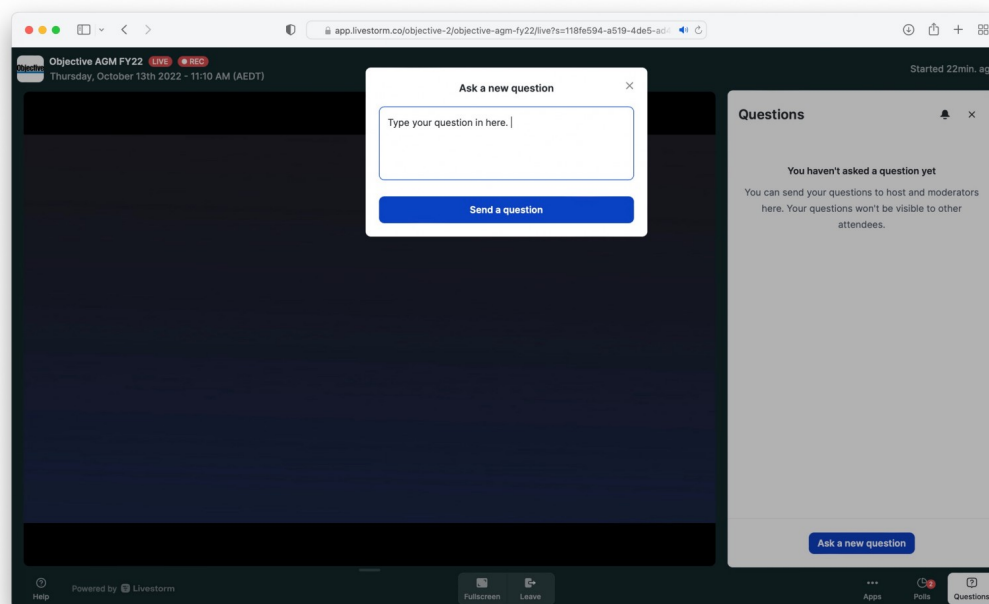 app.livestorm.co/objective-2/objective-agm-fy22/live?s=118fe594-a519-4de5-ad4
Objective
Objective AGM FY22 LIVE REC
Thursday, October 13th 2022 - 11:10 AM (AEDT)
Started 22min. ag
Ask a new question
Type your question in here.
Send a question
Questions
You haven't asked a question yet
You can send your questions to host and moderators
here. Your questions won't be visible to other
attendees.
Ask a new question
Help
Powered by Livestorm
Fullscreen
Leave
Apps
Polls
2
Questions